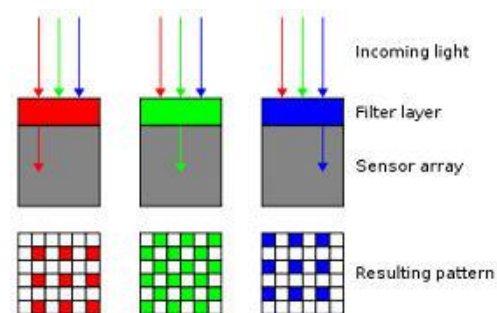 Incoming light
Filter layer
Sensor array
Resulting pattern